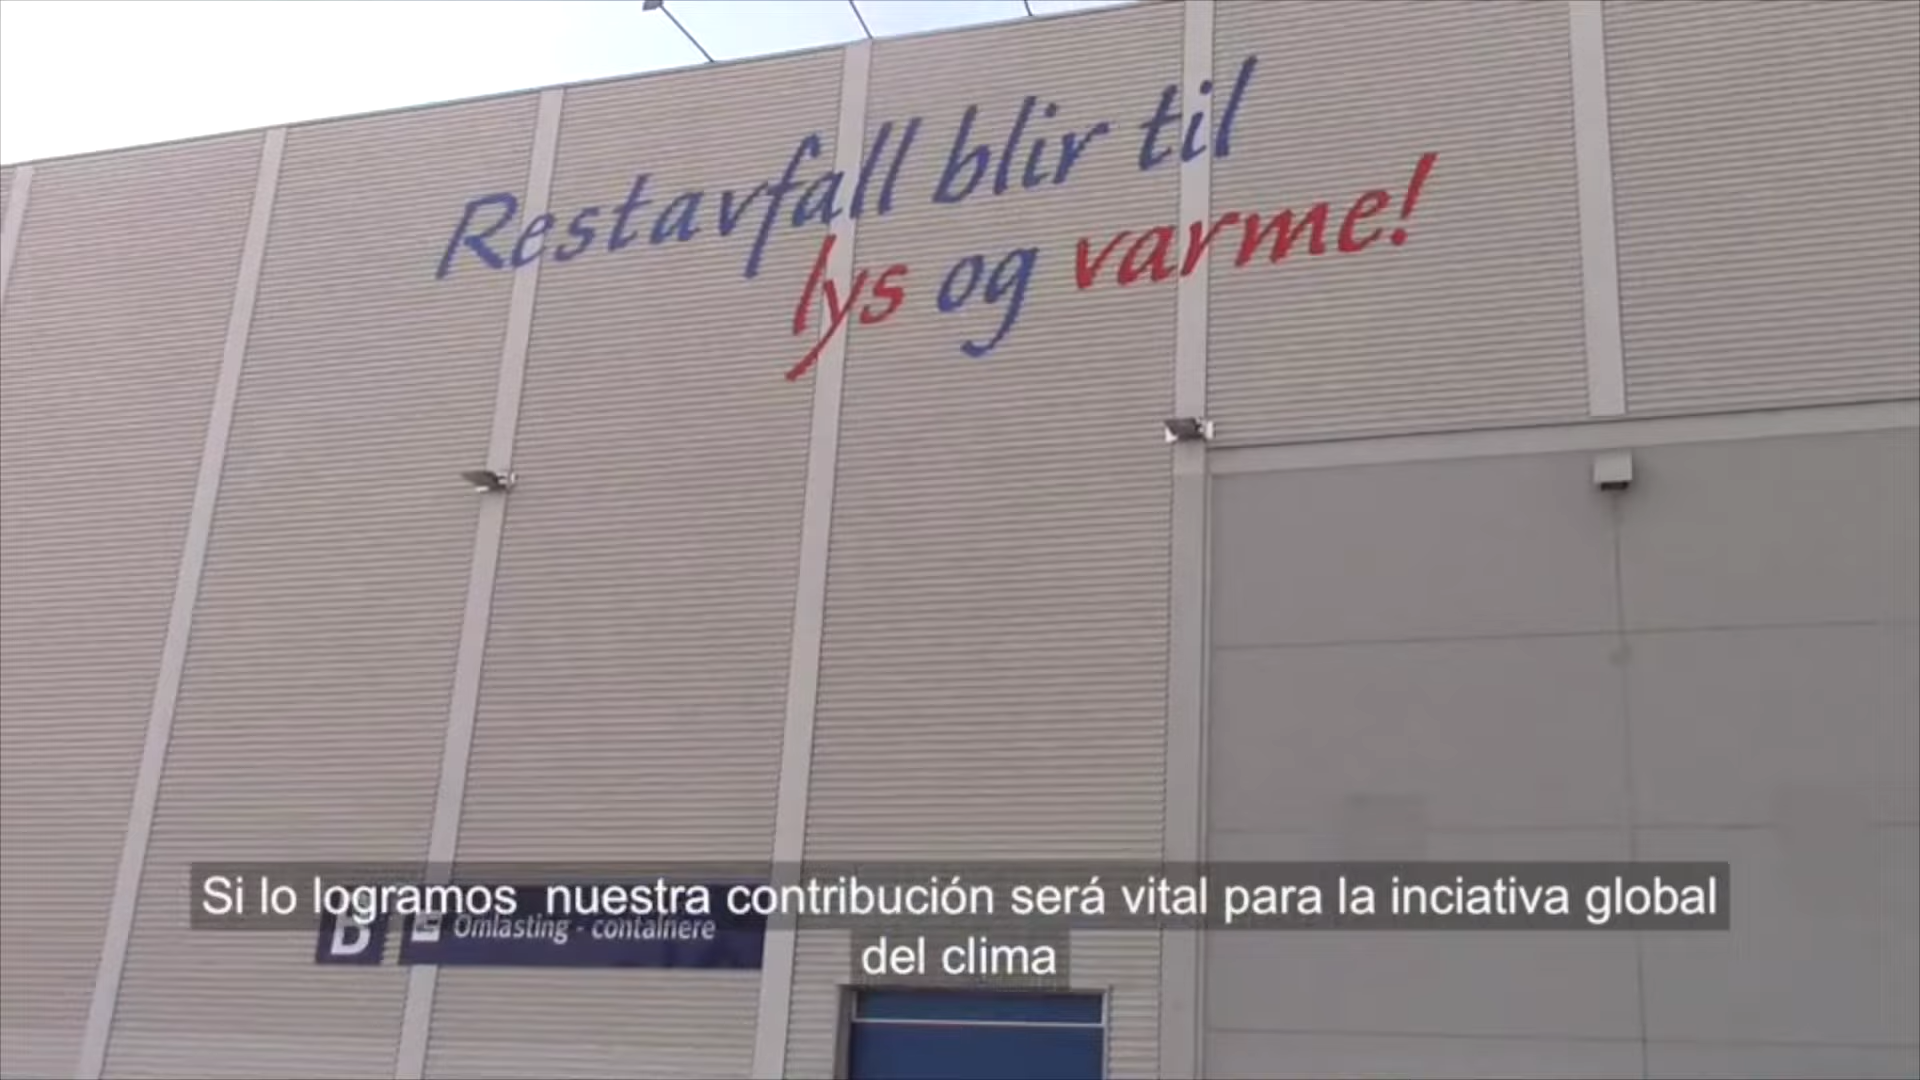 Restavfall blir til
lys og varme!
B Omlasting - containere
Si lo logramos nuestra contribución será vital para la inciativa global
del clima